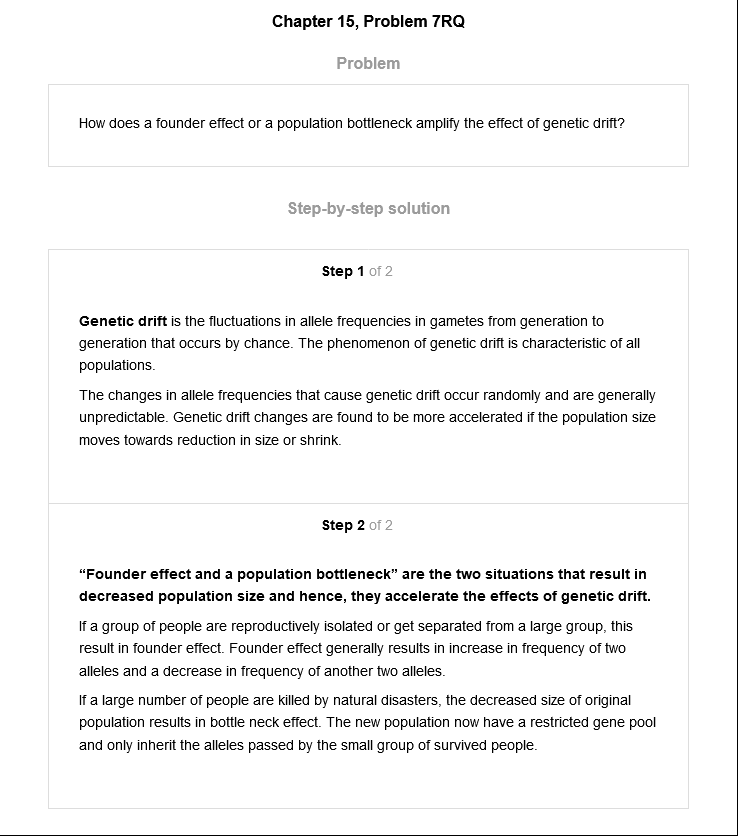 Chapter 15, Problem 7RQ
Problem
How does a founder effect or a population bottleneck amplify the effect of genetic drift?
Step-by-step solution
Step 1 of 2
Genetic drift is the fluctuations in allele frequencies in gametes from generation to
generation that occurs by chance. The phenomenon of genetic drift is characteristic of all
populations.
The changes in allele frequencies that cause genetic drift occur randomly and are generally
unpredictable. Genetic drift changes are found to be more accelerated if the population size
moves towards reduction in size or shrink.
Step 2 of 2
“Founder effect and a population bottleneck” are the two situations that result in
decreased population size and hence, they accelerate the effects of genetic drift.
If a group of people are reproductively isolated or get separated from a large group, this
result in founder effect. Founder effect generally results in increase in frequency of two
alleles and a decrease in frequency of another two alleles.
If a large number of people are killed by natural disasters, the decreased size of original
population results in bottle neck effect. The new population now have a restricted gene pool
and only inherit the alleles passed by the small group of survived people.